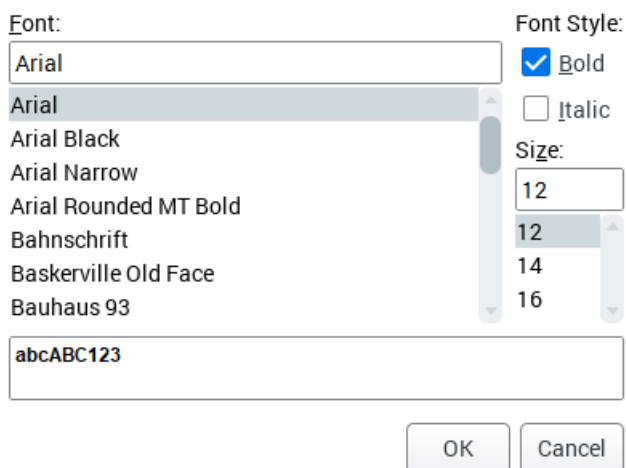 Font:
Arial
Arial
Arial Black
Arial Narrow
Arial Rounded MT Bold
Bahnschrift
Baskerville Old Face
Bauhaus 93
Font Style:
Bold
Italic
Size:
12
12
14
16
abcABC123
OK
Cancel